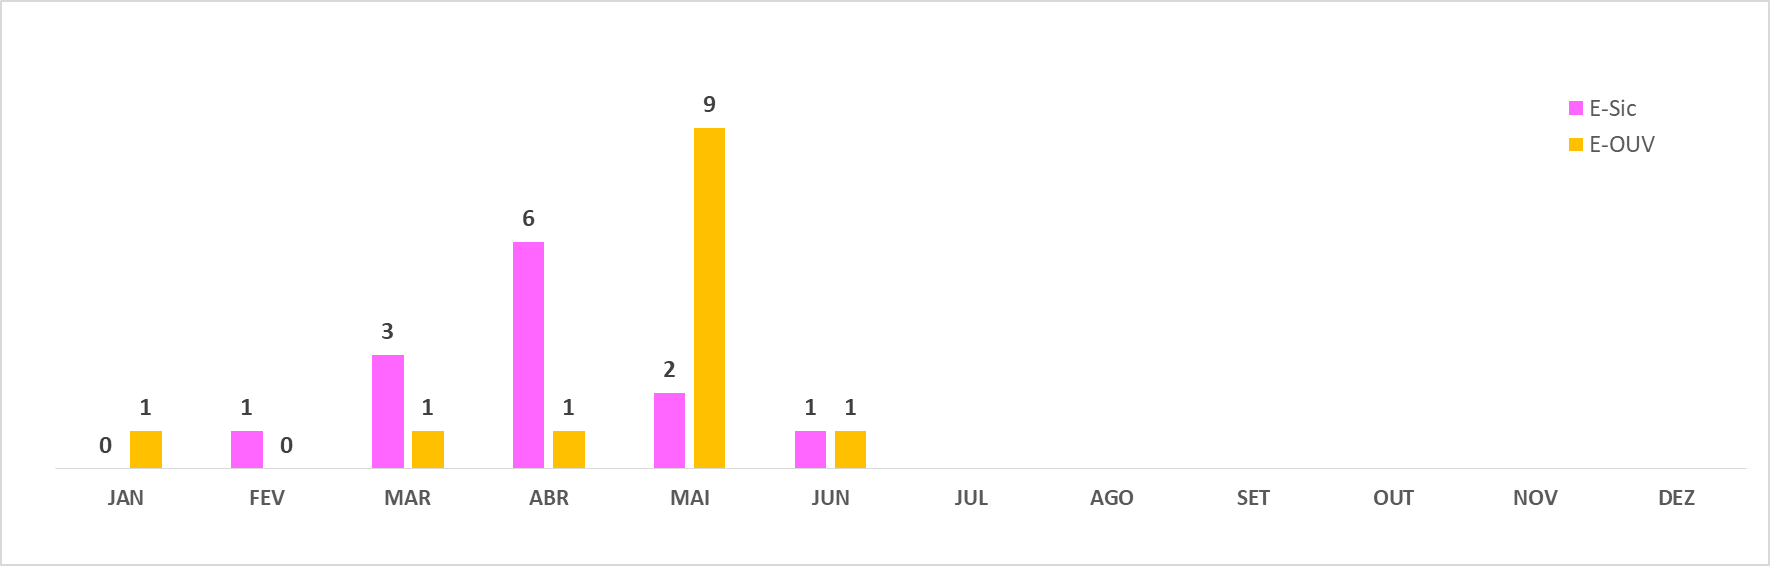 E-Sic
E-OUV
0 1 1 0 3 1 6 1 2 9 1 1
JAN FEV MAR ABR MAI JUN JUL AGO SET OUT NOV DEZ